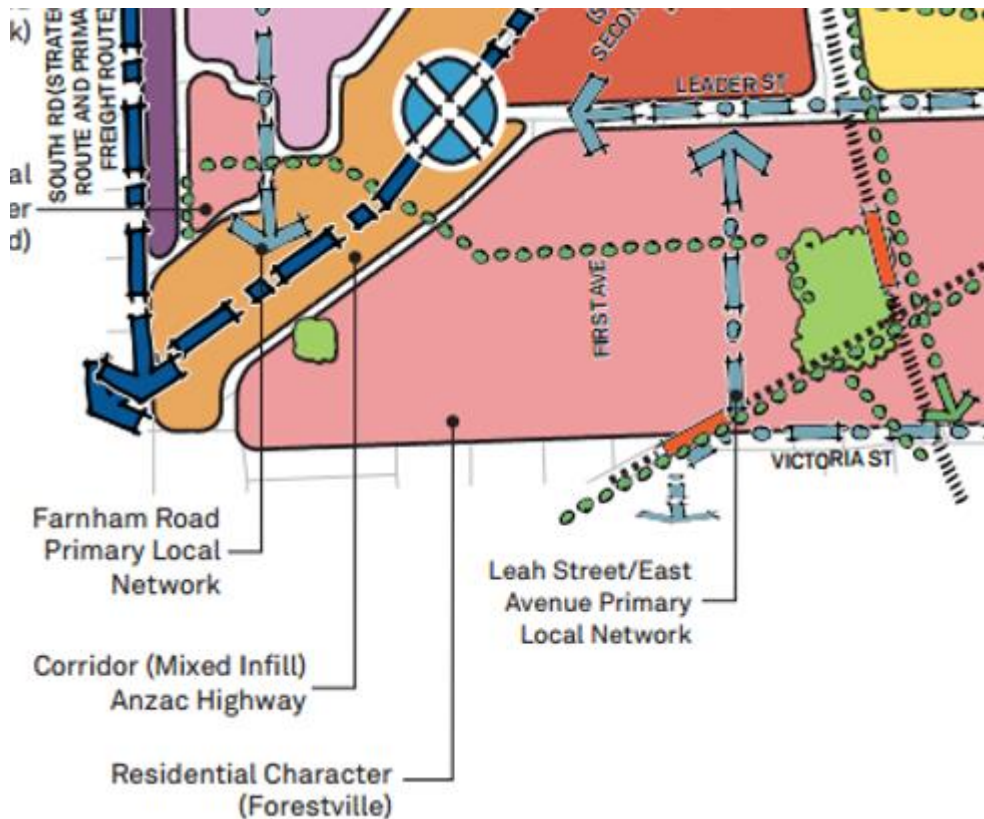 k)
SOUTH RD (STRATE
ROUTE AND PRIMA
FREIGHT ROUTE)
SECON
LEADER ST
al
er
d)
FIRST AVE
VICTORIA ST
Farnham Road
Primary Local
Network
Leah Street/East
Avenue Primary
Local Network
Corridor (Mixed Infill)
Anzac Highway
Residential Character
(Forestville)